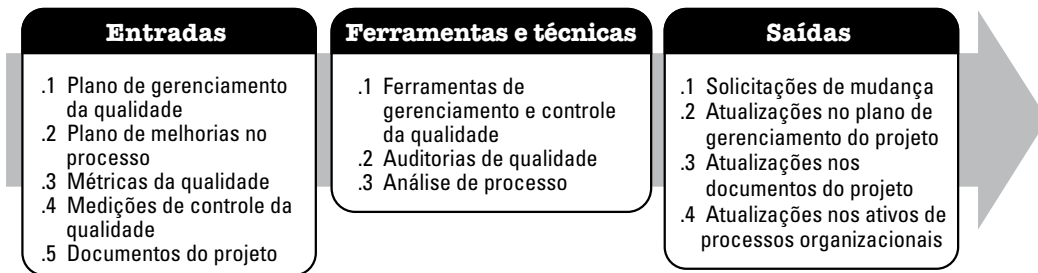 Entradas
.1 Plano de gerenciamento
da qualidade
.2 Plano de melhorias no
processo
.3 Métricas da qualidade
.4 Medições de controle da
qualidade
.5 Documentos do projeto
Ferramentas e técnicas
.1 Ferramentas de
gerenciamento e controle
da qualidade
.2 Auditorias de qualidade
.3 Análise de processo
Saídas
.1 Solicitações de mudança
.2 Atualizações no plano de
gerenciamento do projeto
.3 Atualizações nos
documentos do projeto
.4 Atualizações nos ativos de
processos organizacionais